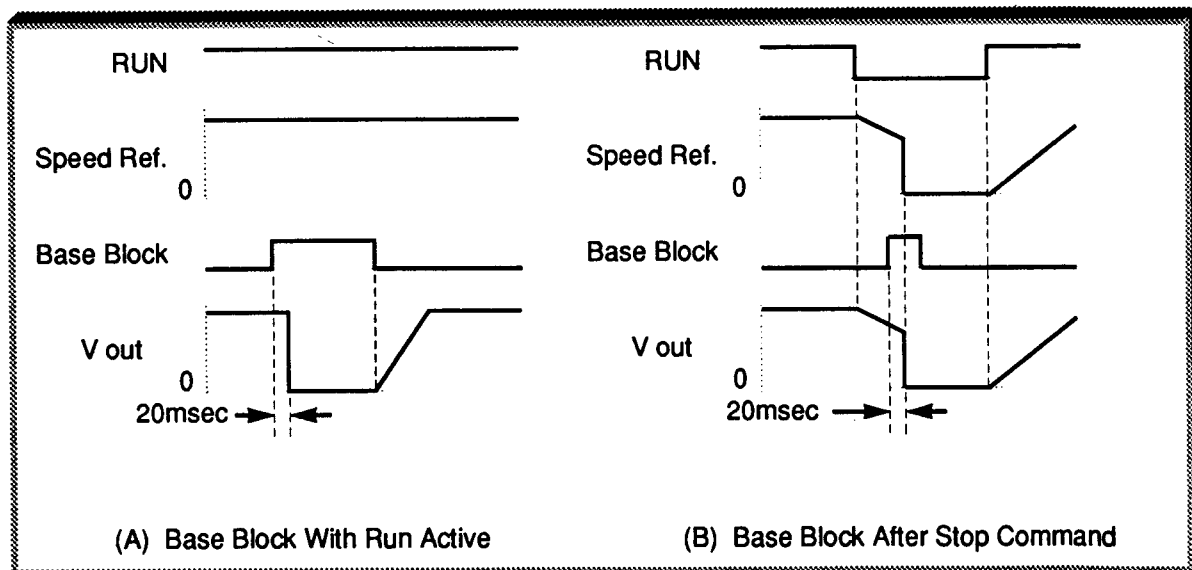 RUN
Speed Ref.
0
Base Block
V out
0
20msec
(A) Base Block With Run Active
RUN
Speed Ref.
0
Base Block
V out
0
20msec
(B) Base Block After Stop Command